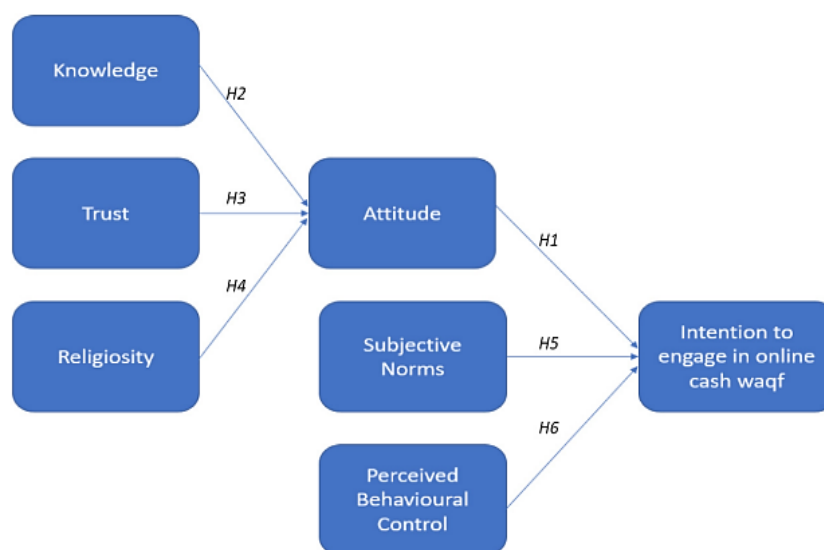 Knowledge
H2
Trust
H3
Attitude
H1
H4
Religiosity
Subjective
Norms
H5
Intention to
engage in online
cash waqf
H6
Perceived
Behavioural
Control